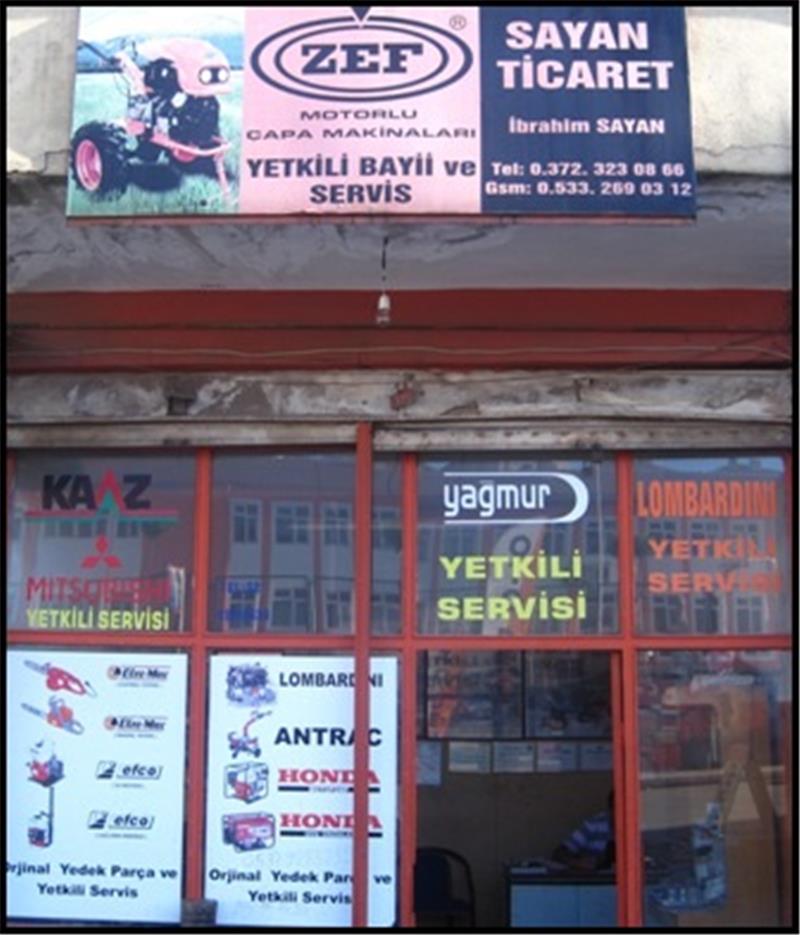 ZEF ®
MOTORLU
ÇAPA MAKİNALARI
YETKİLİ BAYİİ ve
SERVİS
SAYAN
TİCARET
İbrahim SAYAN
Tel: 0.372. 323 08 66
Gsm: 0.533. 269 03 12
KAAZ
MITSUBISHI
YETKİLİ SERVİSİ
yağmur
YETKİLİ
SERVİSİ
LOMBARDINI
YETKİLİ
SERVİSİ
Efco
Efco
efco
efco
Orjinal Yedek Parça ve
Yetkili Servis
LOMBARDINI
ANTRAC
HONDA
HONDA
Orjinal Yedek Parça ve
Yetkili Servis